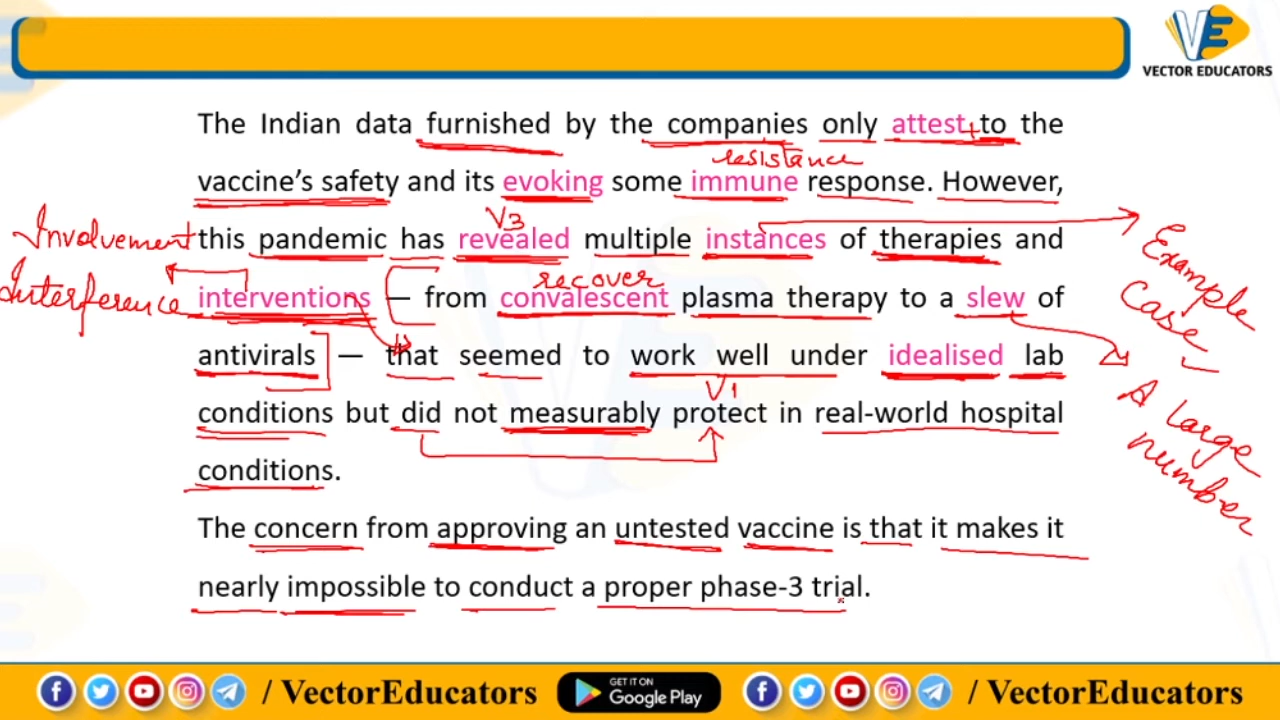 VE
VECTOR EDUCATORS
The Indian data furnished by the companies only attest to the
resistance
vaccine's safety and its evoking some immune response. However,
V3
Involvement
this pandemic has revealed multiple instances of therapies and
Example
Case
recover
Interference
interventions — from convalescent plasma therapy to a slew of
antivirals — that seemed to work well under idealised lab
A large
number
V1
conditions but did not measurably protect in real-world hospital
conditions.
The concern from approving an untested vaccine is that it makes it
nearly impossible to conduct a proper phase-3 trial.
/ VectorEducators
GET IT ON
Google Play
/ VectorEducators